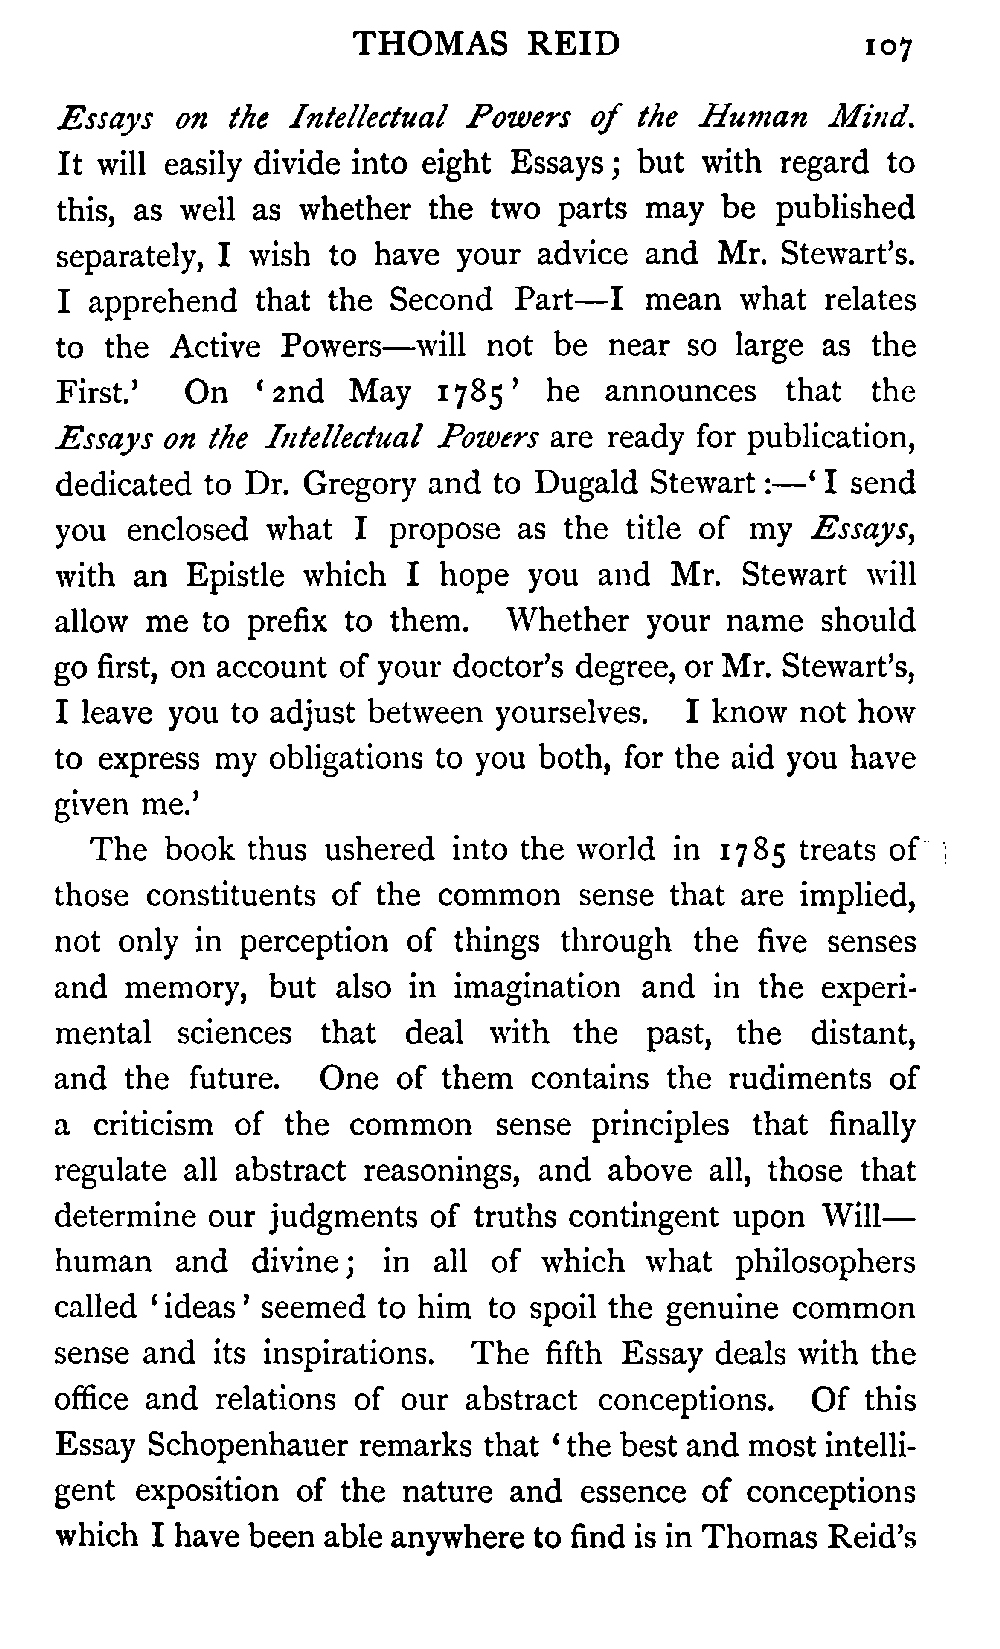 THOMAS REID 107
Essays on the Intellectual Powers of the Human Mind.
It will easily divide into eight Essays; but with regard to
this, as well as whether the two parts may be published
separately, I wish to have your advice and Mr. Stewart's.
I apprehend that the Second Part—I mean what relates
to the Active Powers—will not be near so large as the
First.' On '2nd May 1785' he announces that the
Essays on the Intellectual Powers are ready for publication,
dedicated to Dr. Gregory and to Dugald Stewart:—'I send
you enclosed what I propose as the title of my Essays,
with an Epistle which I hope you and Mr. Stewart will
allow me to prefix to them. Whether your name should
go first, on account of your doctor's degree, or Mr. Stewart's,
I leave you to adjust between yourselves. I know not how
to express my obligations to you both, for the aid you have
given me.'
The book thus ushered into the world in 1785 treats of
those constituents of the common sense that are implied,
not only in perception of things through the five senses
and memory, but also in imagination and in the experi-
mental sciences that deal with the past, the distant,
and the future. One of them contains the rudiments of
a criticism of the common sense principles that finally
regulate all abstract reasonings, and above all, those that
determine our judgments of truths contingent upon Will—
human and divine; in all of which what philosophers
called 'ideas' seemed to him to spoil the genuine common
sense and its inspirations. The fifth Essay deals with the
office and relations of our abstract conceptions. Of this
Essay Schopenhauer remarks that 'the best and most intelli-
gent exposition of the nature and essence of conceptions
which I have been able anywhere to find is in Thomas Reid's